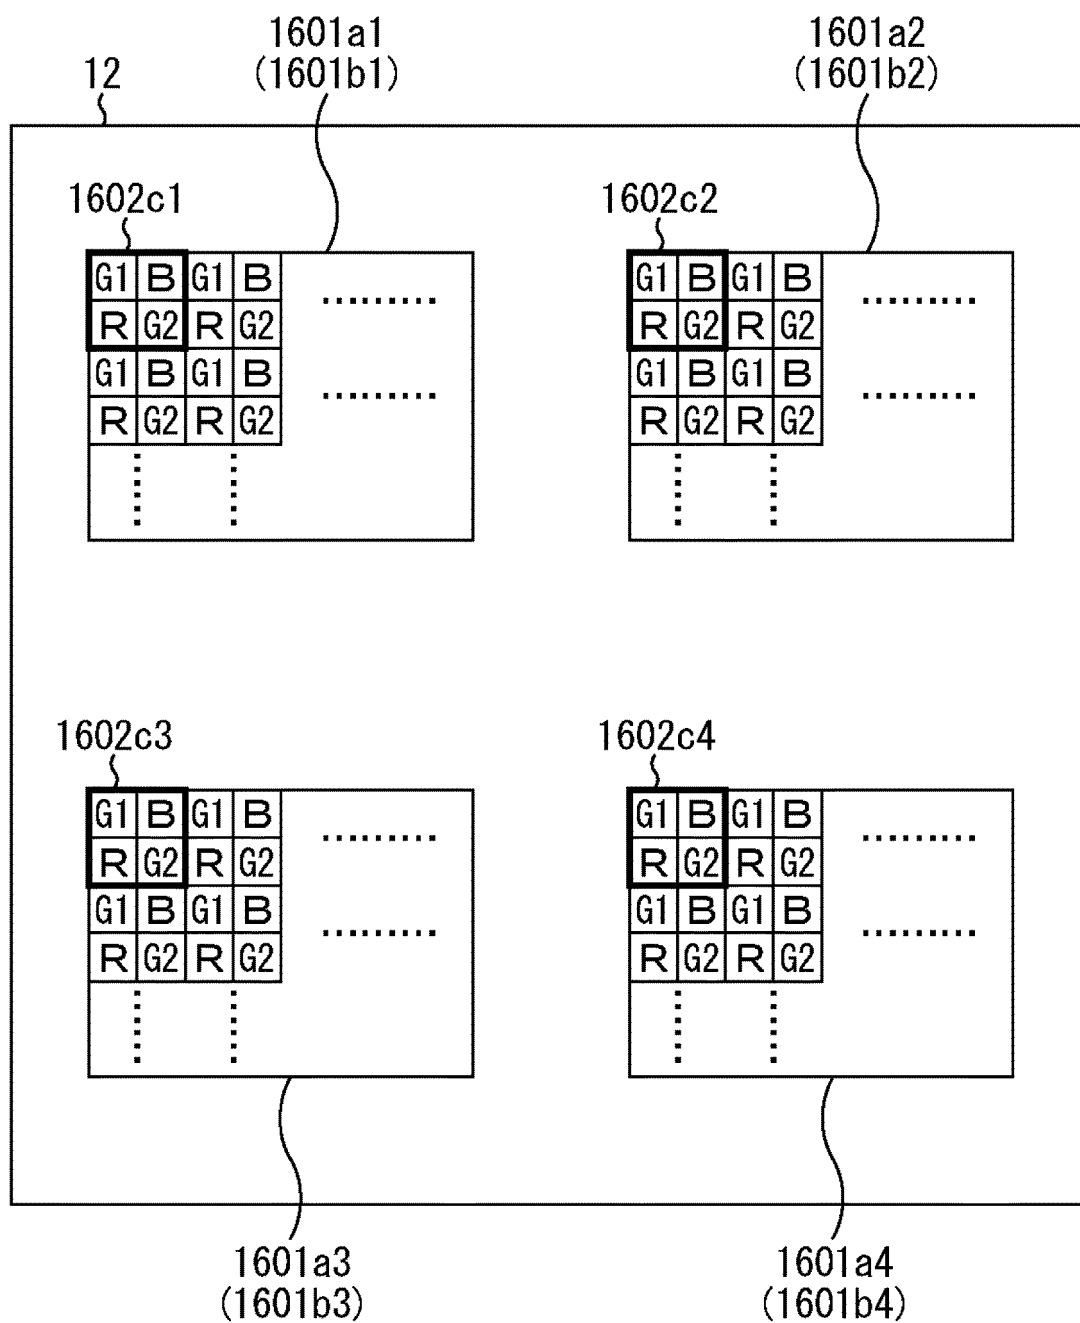 1601a1
(1601b1)
1601a2
(1601b2)
12
1602c1
1602c2
G1 B G1 B
R G2 R G2
G1 B G1 B
R G2 R G2
G1 B G1 B
R G2 R G2
G1 B G1 B
R G2 R G2
1602c3
1602c4
G1 B G1 B
R G2 R G2
G1 B G1 B
R G2 R G2
G1 B G1 B
R G2 R G2
G1 B G1 B
R G2 R G2
1601a3
(1601b3)
1601a4
(1601b4)